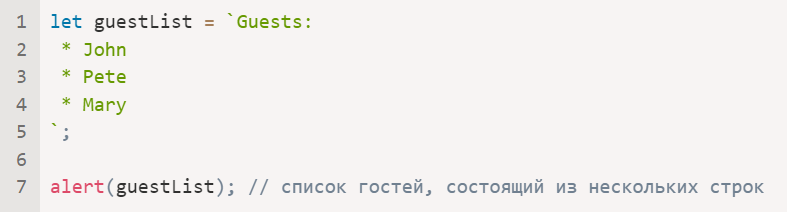 1 let guestList = `Guests:
2  * John
3  * Pete
4  * Mary
5 `;
6
7 alert(guestList); // список гостей, состоящий из нескольких строк